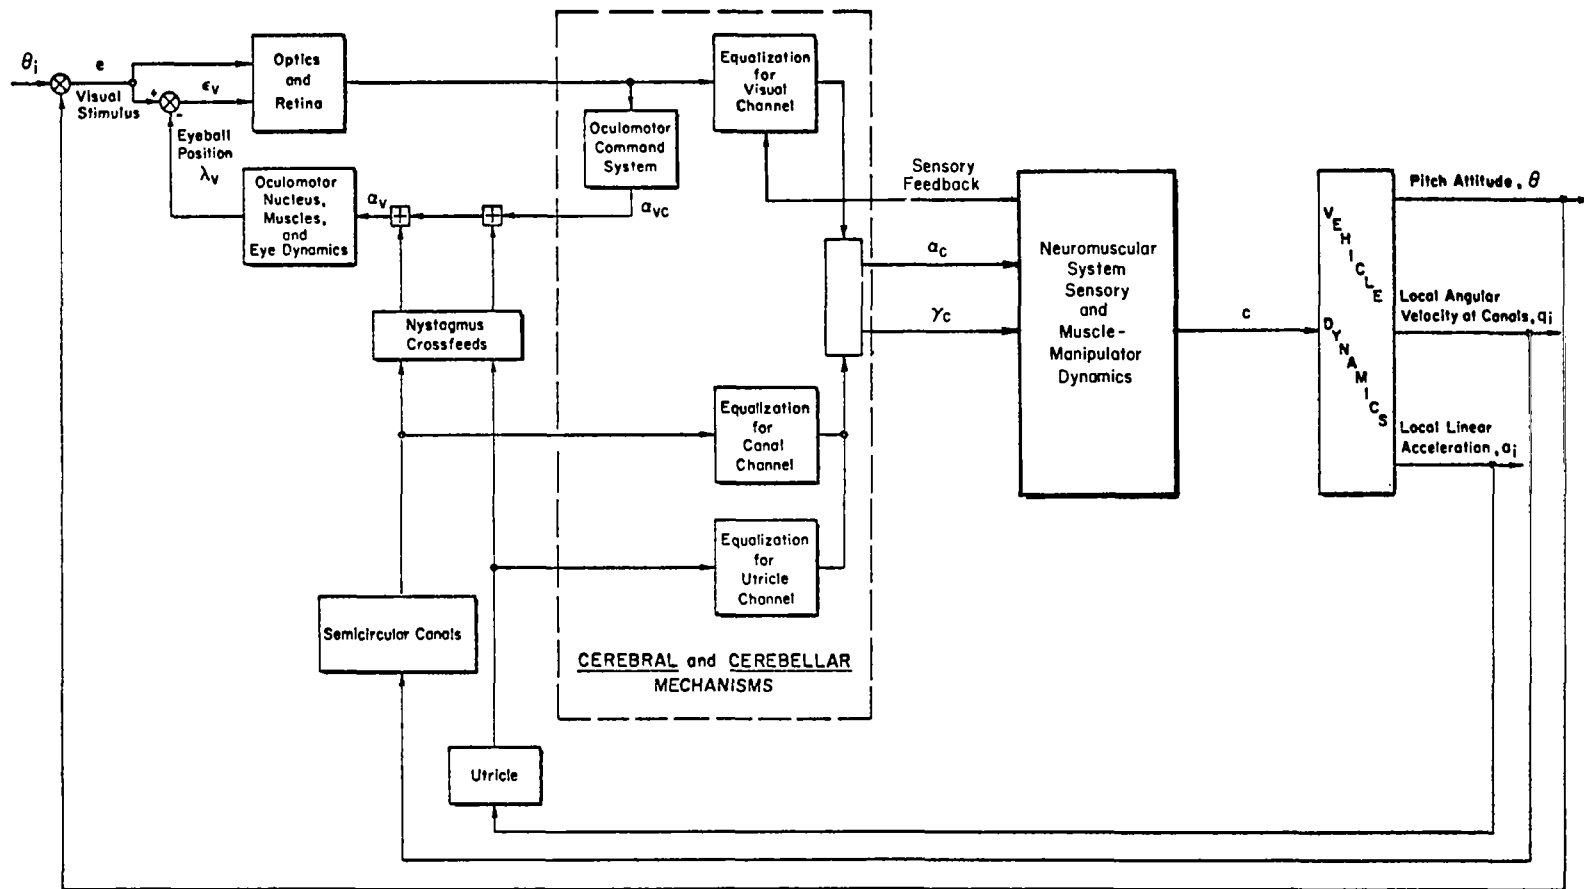 θi
e
Visual
Stimulus
+
-
εV
Optics
and
Retina
Eyeball
Position
λV
Oculomotor
Nucleus,
Muscles,
and
Eye Dynamics
αV
αVC
Oculomotor
Command
System
Equalization
for
Visual
Channel
Nystagmus
Crossfeeds
Equalization
for
Canal
Channel
Equalization
for
Utricle
Channel
Semicircular Canals
Utricle
CEREBRAL and CEREBELLAR
MECHANISMS
Sensory
Feedback
αC
γC
Neuromuscular
System
Sensory
and
Muscle-
Manipulator
Dynamics
c
VEHICLE
DYNAMICS
Pitch Attitude, θ
Local Angular
Velocity at Canals, qi
Local Linear
Acceleration, ai